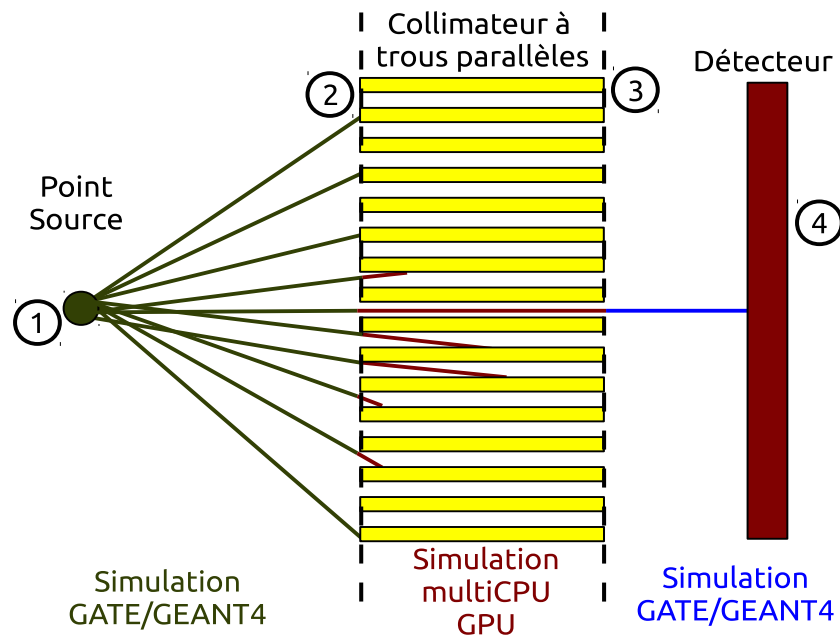 Collimateur à
trous parallèles
Détecteur
2
3
Point
Source
4
1
Simulation
GATE/GEANT4
Simulation
multiCPU
GPU
Simulation
GATE/GEANT4